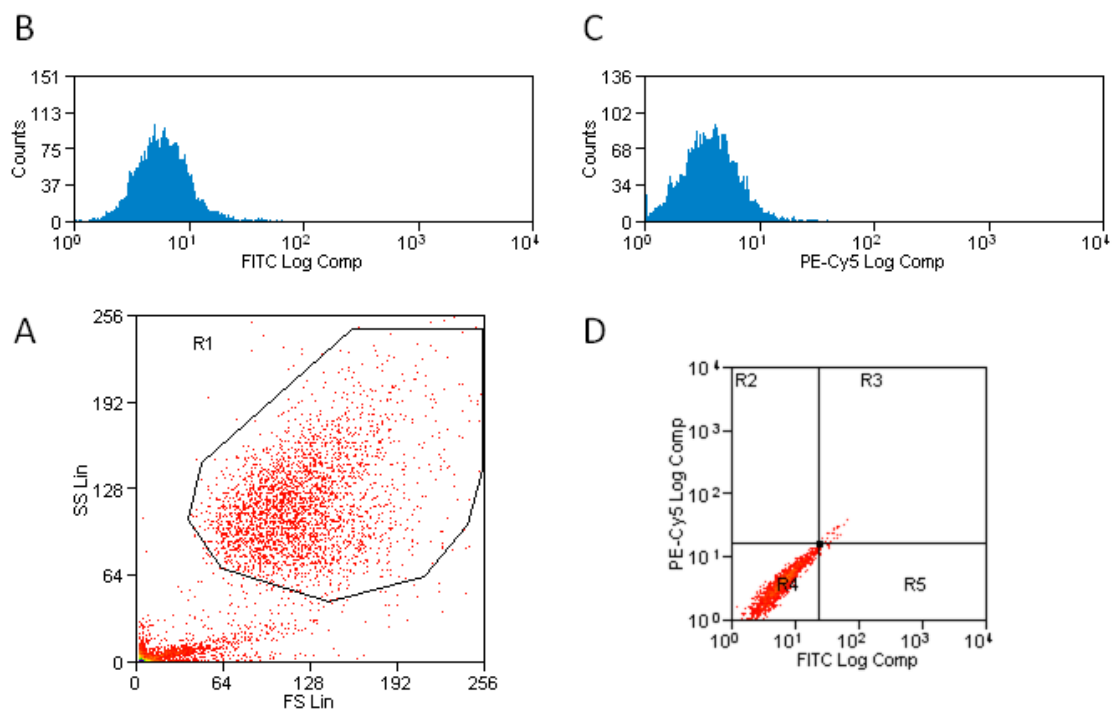 B
151
113
75
37
0
Counts
10⁰ 10¹ 10² 10³ 10⁴
FITC Log Comp
C
136
102
68
34
0
Counts
10⁰ 10¹ 10² 10³ 10⁴
PE-Cy5 Log Comp
A
256
192
128
64
0
SS Lin
R1
0 64 128 192 256
FS Lin
D
10⁴
10³
10²
10¹
10⁰
PE-Cy5 Log Comp
R2 R3
R4 R5
10⁰ 10¹ 10² 10³ 10⁴
FITC Log Comp